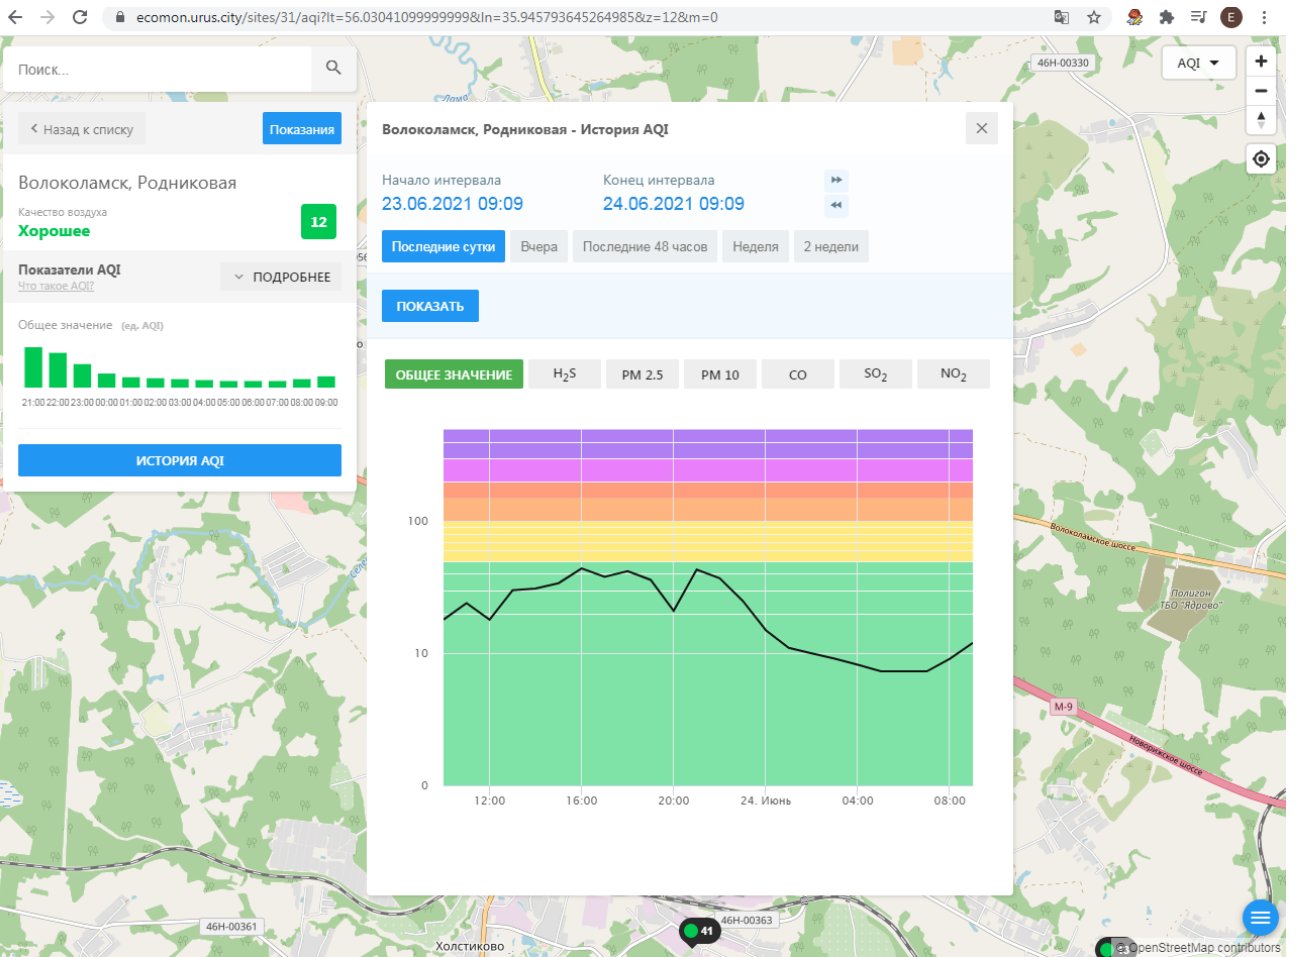 ecomon.urus.city/sites/31/aqi?lt=56.03041099999999&ln=35.945793645264985&z=12&m=0
E
Поиск...
Назад к списку
Показания
Волоколамск, Родниковая
Качество воздуха
Хорошее
12
Показатели AQI
Что такое AQI?
ПОДРОБНЕЕ
Общее значение (ед. AQI)
21:00 22:00 23:00 00:00 01:00 02:00 03:00 04:00 05:00 06:00 07:00 08:00 09:00
ИСТОРИЯ AQI
Волоколамск, Родниковая - История AQI
Начало интервала
Конец интервала
23.06.2021 09:09
24.06.2021 09:09
Последние сутки
Вчера
Последние 48 часов
Неделя
2 недели
ПОКАЗАТЬ
ОБЩЕЕ ЗНАЧЕНИЕ
H₂S
PM 2.5
PM 10
CO
SO₂
NO₂
100
10
0
12:00
16:00
20:00
24. Июнь
04:00
08:00
Лама
46Н-00330
AQI
Волоколамское шоссе
Полигон
ТБО "Ядрово"
М-9
Новорижское шоссе
46Н-00361
Холстиково
41
46Н-00363
© OpenStreetMap contributors